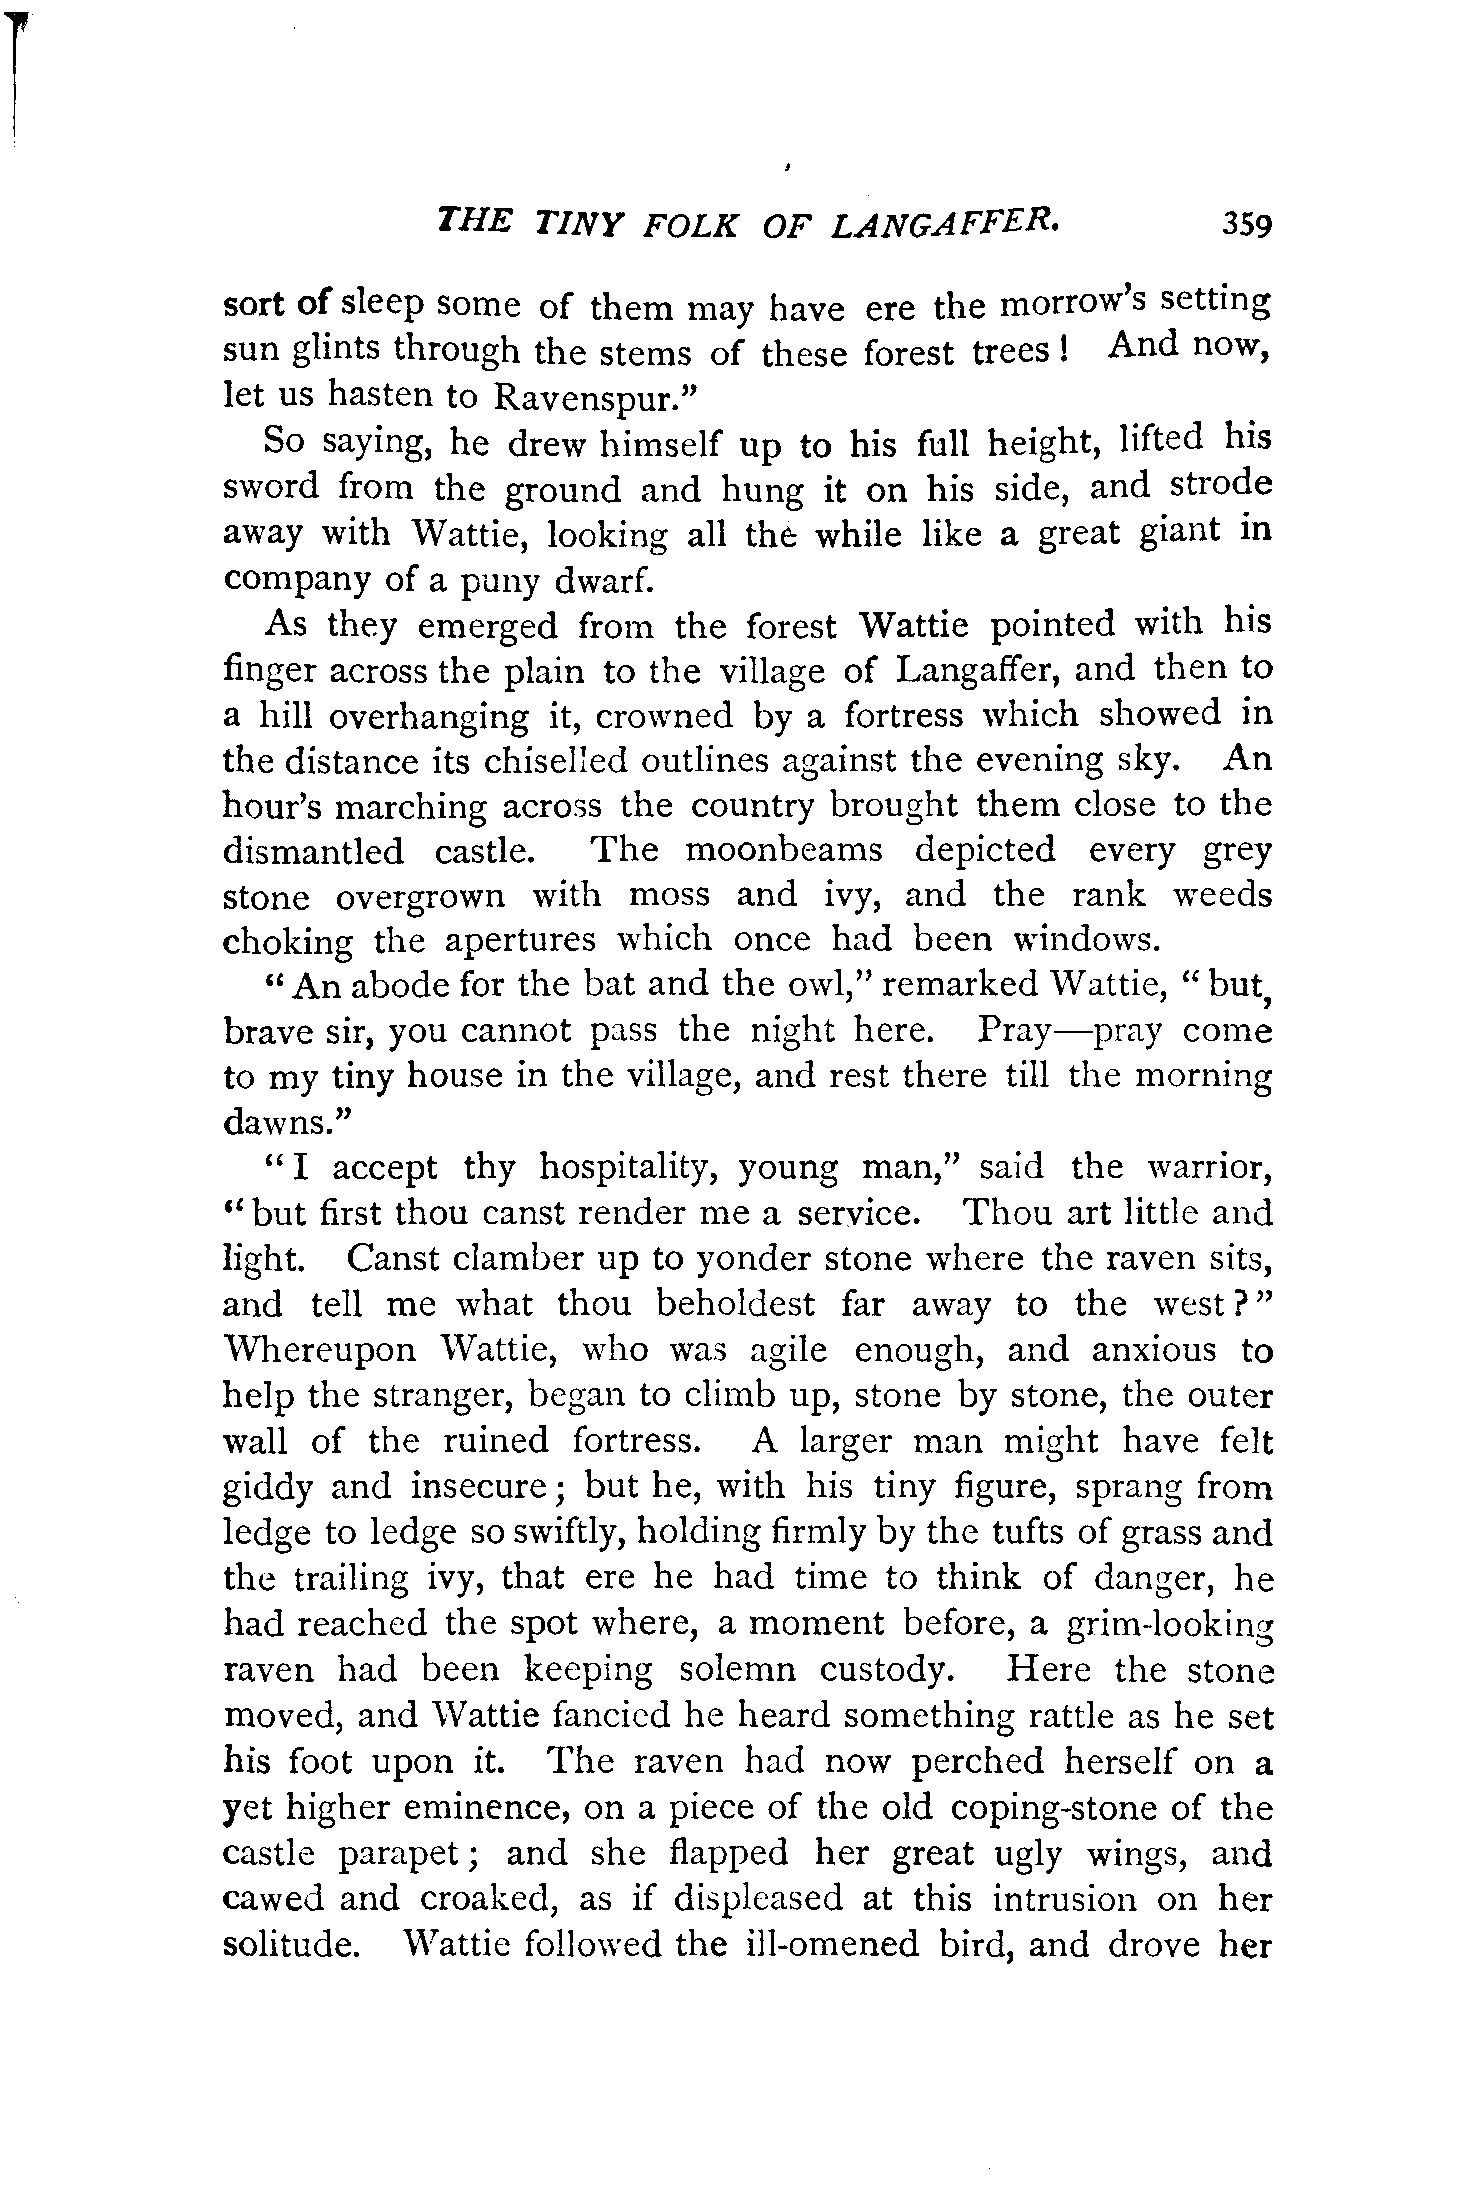 THE TINY FOLK OF LANGAFFER. 359
sort of sleep some of them may have ere the morrow's setting
sun glints through the stems of these forest trees! And now,
let us hasten to Ravenspur."
So saying, he drew himself up to his full height, lifted his
sword from the ground and hung it on his side, and strode
away with Wattie, looking all the while like a great giant in
company of a puny dwarf.
As they emerged from the forest Wattie pointed with his
finger across the plain to the village of Langaffer, and then to
a hill overhanging it, crowned by a fortress which showed in
the distance its chiselled outlines against the evening sky. An
hour's marching across the country brought them close to the
dismantled castle. The moonbeams depicted every grey
stone overgrown with moss and ivy, and the rank weeds
choking the apertures which once had been windows.
"An abode for the bat and the owl," remarked Wattie, "but,
brave sir, you cannot pass the night here. Pray—pray come
to my tiny house in the village, and rest there till the morning
dawns."
"I accept thy hospitality, young man," said the warrior,
"but first thou canst render me a service. Thou art little and
light. Canst clamber up to yonder stone where the raven sits,
and tell me what thou beholdest far away to the west?"
Whereupon Wattie, who was agile enough, and anxious to
help the stranger, began to climb up, stone by stone, the outer
wall of the ruined fortress. A larger man might have felt
giddy and insecure; but he, with his tiny figure, sprang from
ledge to ledge so swiftly, holding firmly by the tufts of grass and
the trailing ivy, that ere he had time to think of danger, he
had reached the spot where, a moment before, a grim-looking
raven had been keeping solemn custody. Here the stone
moved, and Wattie fancied he heard something rattle as he set
his foot upon it. The raven had now perched herself on a
yet higher eminence, on a piece of the old coping-stone of the
castle parapet; and she flapped her great ugly wings, and
cawed and croaked, as if displeased at this intrusion on her
solitude. Wattie followed the ill-omened bird, and drove her